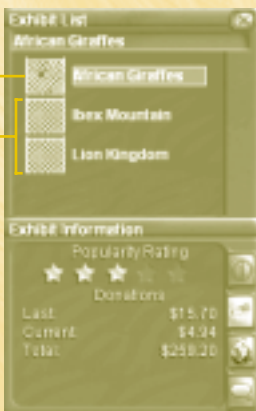 Exhibit List
African Giraffes
African Giraffes
Ibex Mountain
Lion Kingdom
Exhibit Information
Popularity Rating
Donations
Last: $15.70
Current: $4.94
Total: $259.20